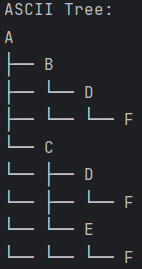 ASCII Tree:
A
├── B
├── └── D
├── └── └── F
└── C
└── ├── D
└── ├── └── F
└── └── E
└── └── └── F